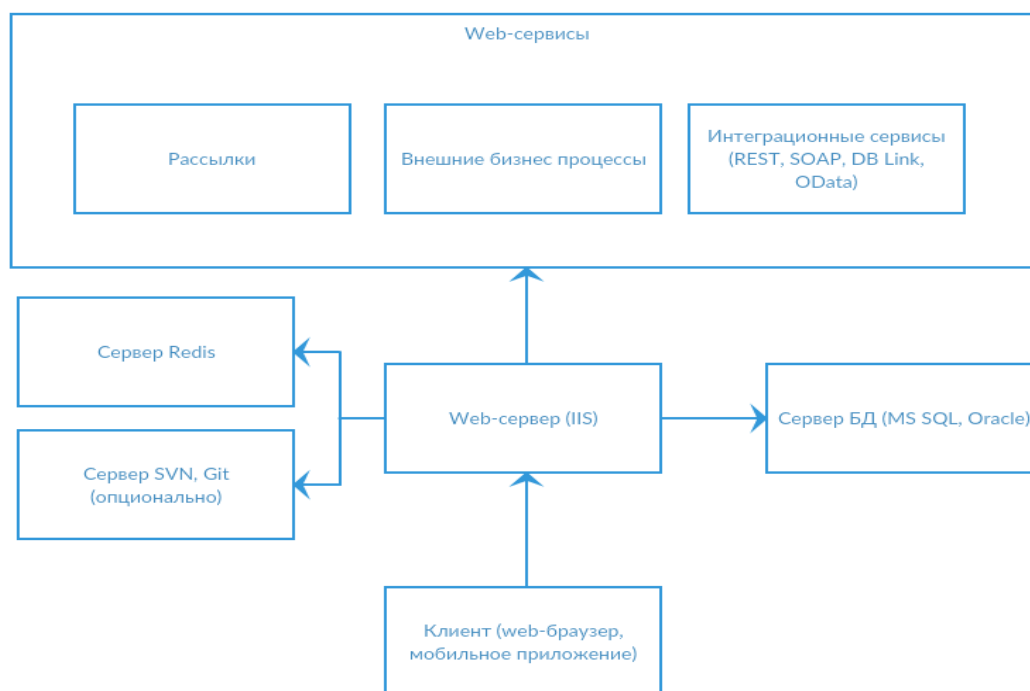 Web-сервисы
Рассылки
Внешние бизнес процессы
Интеграционные сервисы
(REST, SOAP, DB Link,
OData)
Сервер Redis
Web-сервер (IIS)
Сервер БД (MS SQL, Oracle)
Сервер SVN, Git
(опционально)
Клиент (web-браузер,
мобильное приложение)